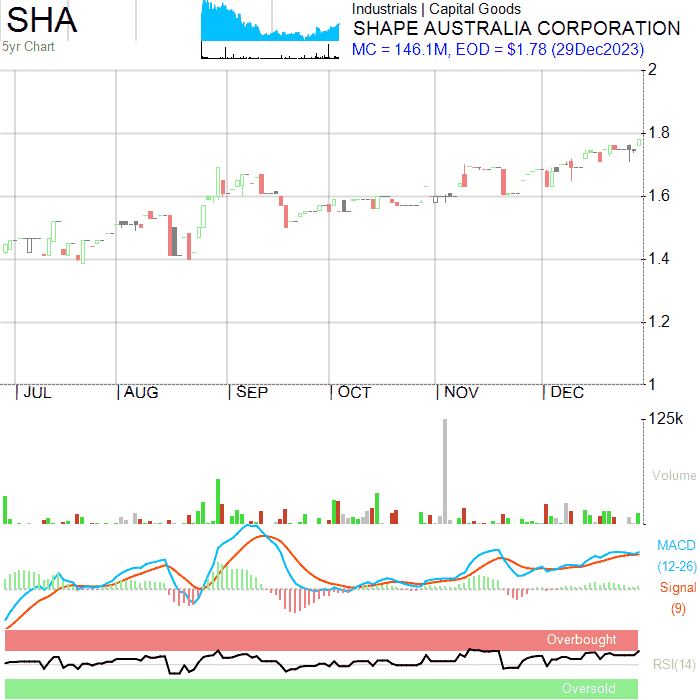 SHA
5yr Chart
Industrials | Capital Goods
SHAPE AUSTRALIA CORPORATION
MC = 146.1M, EOD = $1.78 (29Dec2023)
2
1.8
1.6
1.4
1.2
1
JUL AUG SEP OCT NOV DEC
125k
Volume
MACD
(12-26)
Signal
(9)
Overbought
RSI(14)
Oversold